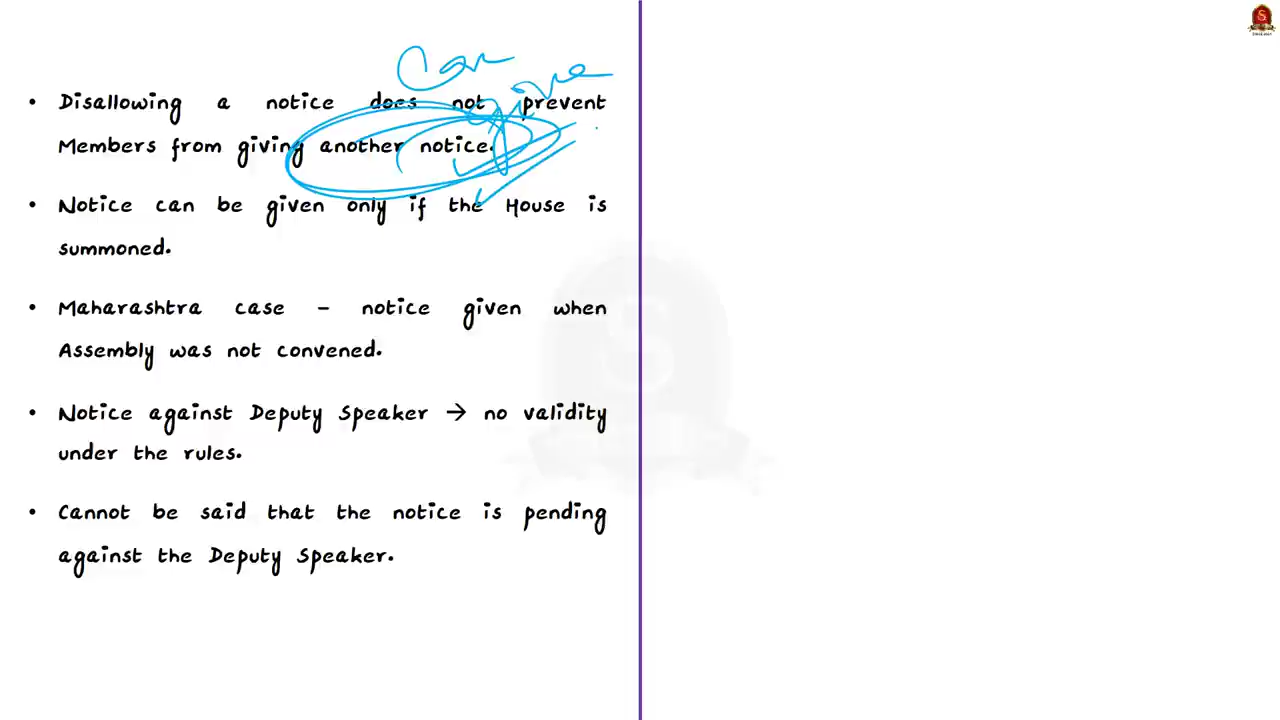 Can
give
• Disallowing a notice does not prevent
Members from giving another notice.
• Notice can be given only if the House is
summoned.
• Maharashtra case – notice given when
Assembly was not convened.
• Notice against Deputy Speaker → no validity
under the rules.
• Cannot be said that the notice is pending
against the Deputy Speaker.